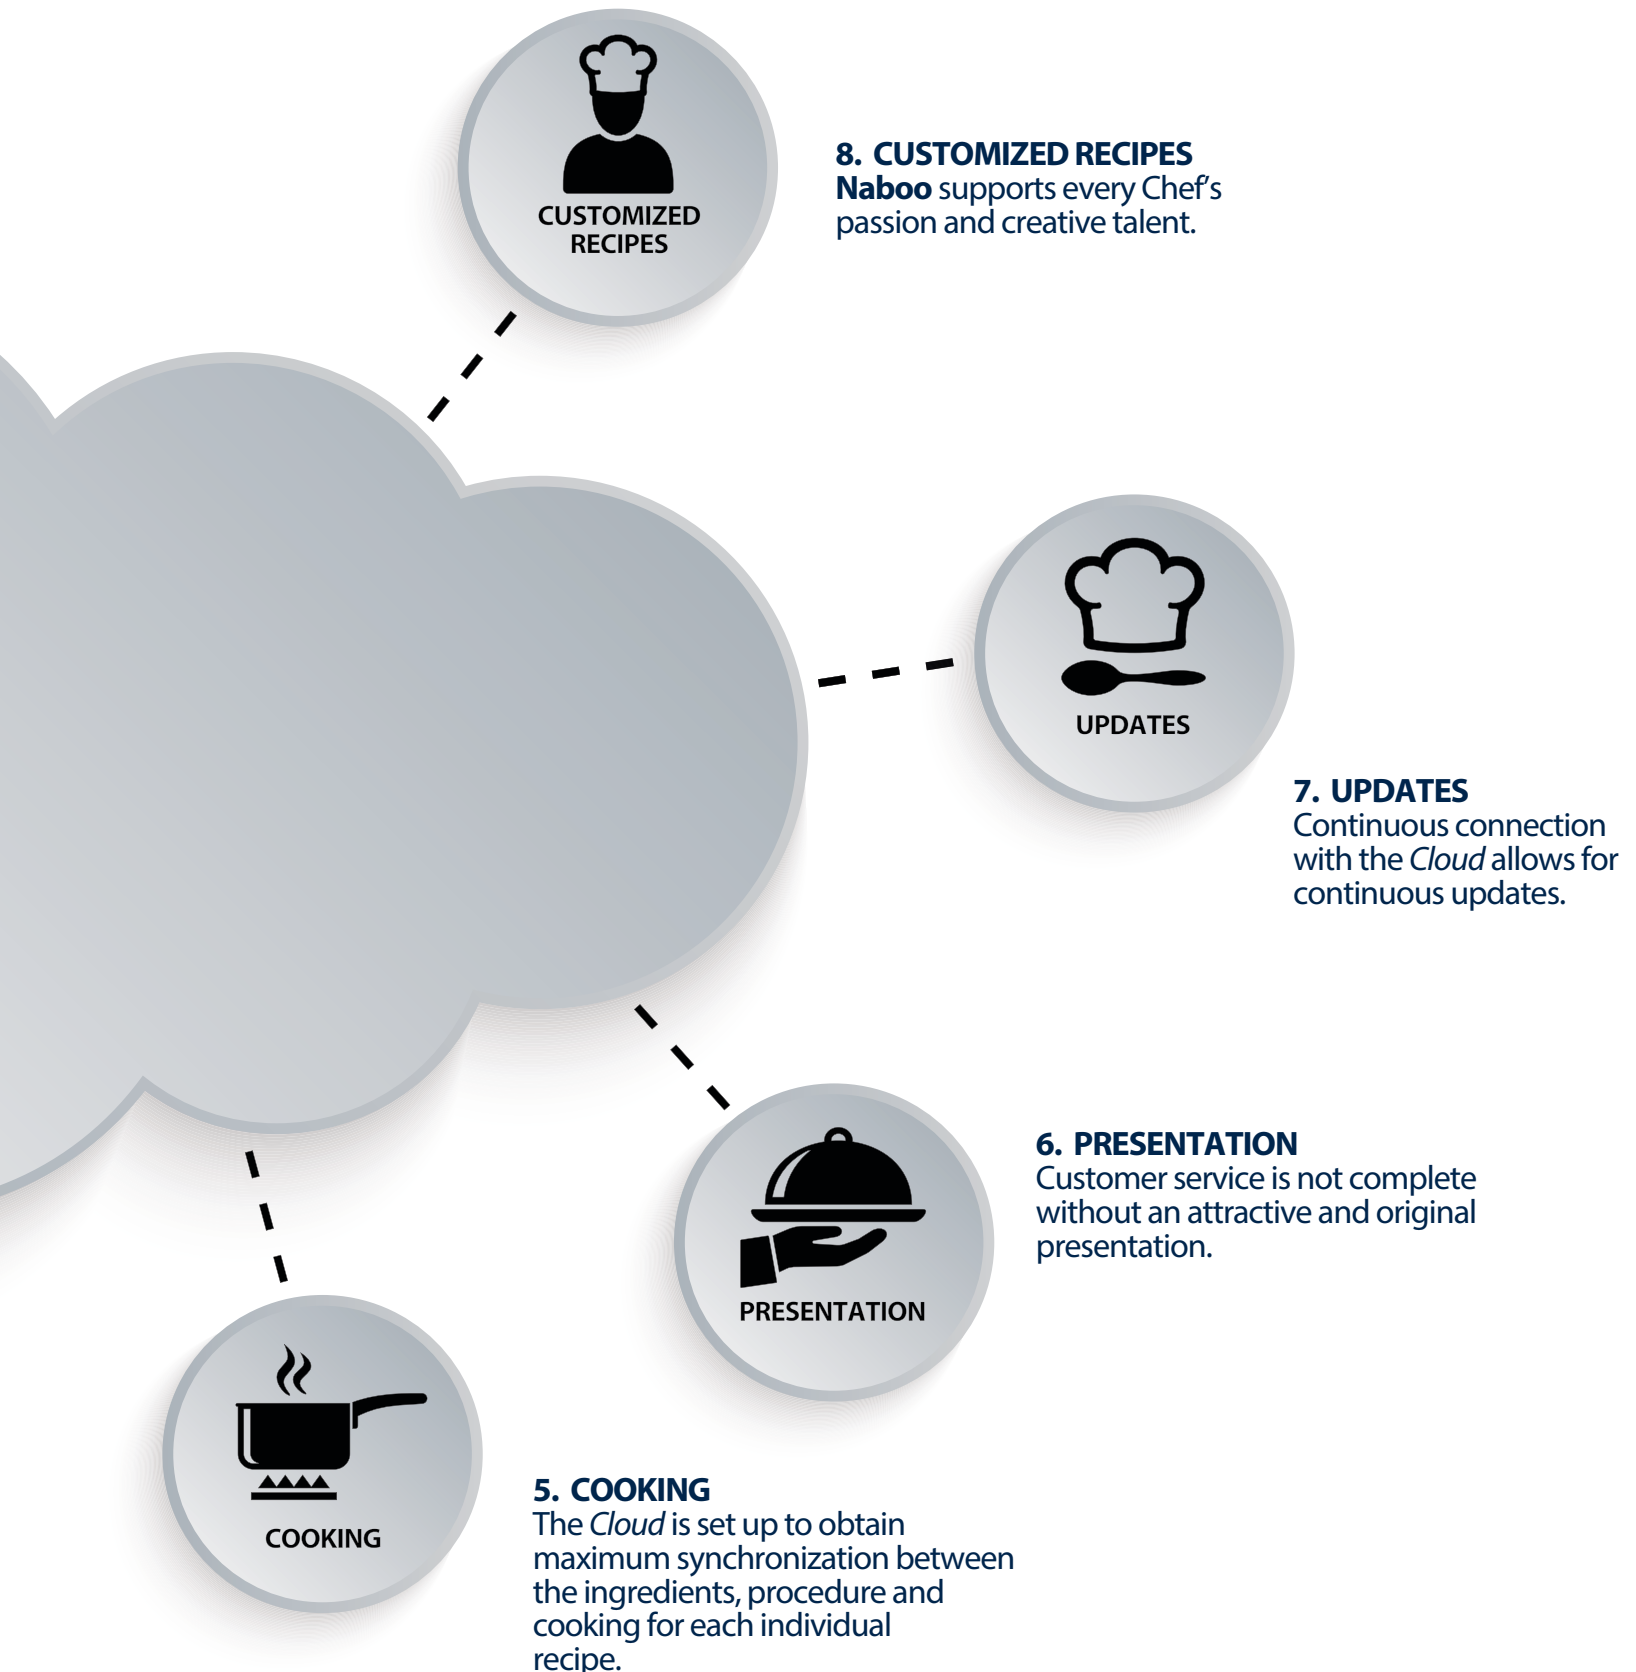 CUSTOMIZED
RECIPES
8. CUSTOMIZED RECIPES
Naboo supports every Chef's
passion and creative talent.
UPDATES
7. UPDATES
Continuous connection
with the Cloud allows for
continuous updates.
PRESENTATION
6. PRESENTATION
Customer service is not complete
without an attractive and original
presentation.
COOKING
5. COOKING
The Cloud is set up to obtain
maximum synchronization between
the ingredients, procedure and
cooking for each individual
recipe.